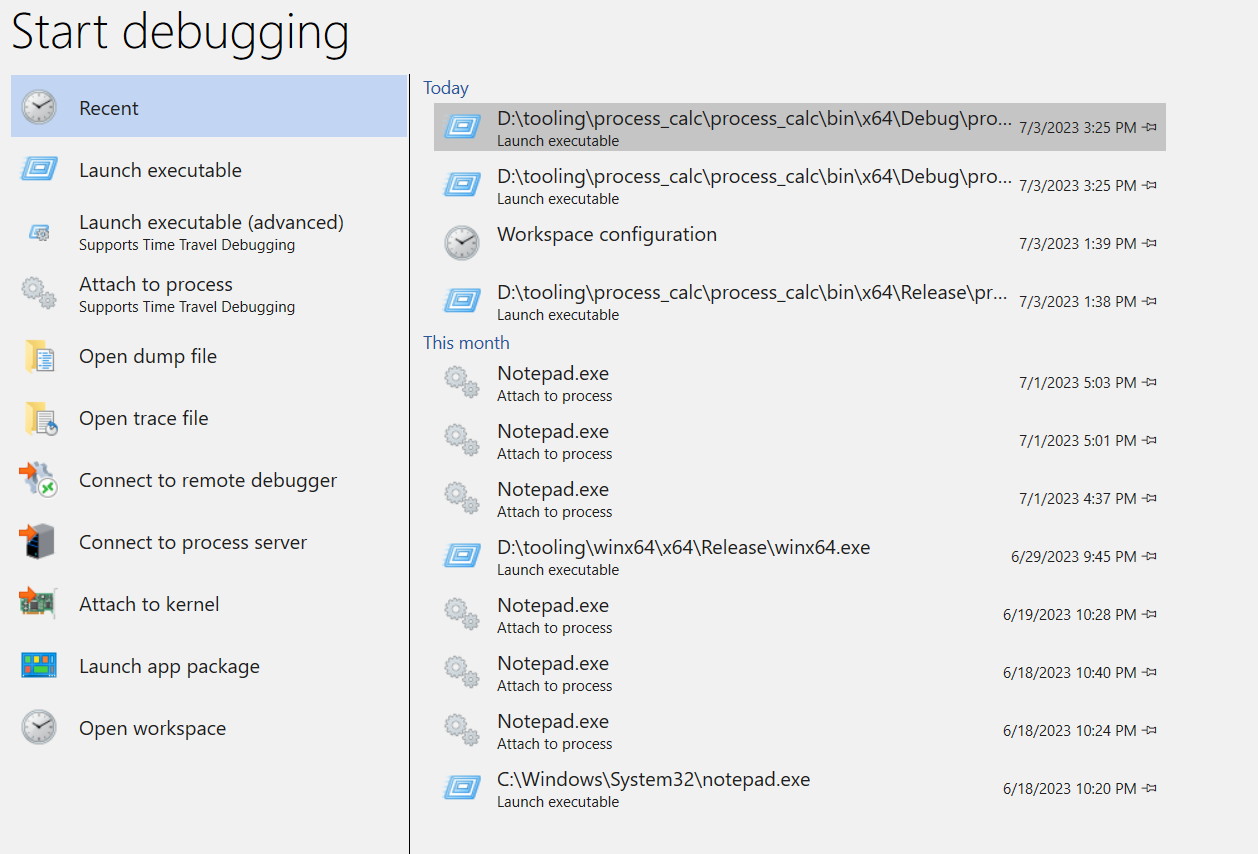 Start debugging
Recent
Launch executable
Launch executable (advanced)
Supports Time Travel Debugging
Attach to process
Supports Time Travel Debugging
Open dump file
Open trace file
Connect to remote debugger
Connect to process server
Attach to kernel
Launch app package
Open workspace
Today
D:\tooling\process_calc\process_calc\bin\x64\Debug\pro... 7/3/2023 3:25 PM
Launch executable
D:\tooling\process_calc\process_calc\bin\x64\Debug\pro... 7/3/2023 3:25 PM
Launch executable
Workspace configuration 7/3/2023 1:39 PM
D:\tooling\process_calc\process_calc\bin\x64\Release\pr... 7/3/2023 1:38 PM
Launch executable
This month
Notepad.exe 7/1/2023 5:03 PM
Attach to process
Notepad.exe 7/1/2023 5:01 PM
Attach to process
Notepad.exe 7/1/2023 4:37 PM
Attach to process
D:\tooling\winx64\x64\Release\winx64.exe 6/29/2023 9:45 PM
Launch executable
Notepad.exe 6/19/2023 10:28 PM
Attach to process
Notepad.exe 6/18/2023 10:40 PM
Attach to process
Notepad.exe 6/18/2023 10:24 PM
Attach to process
C:\Windows\System32\notepad.exe 6/18/2023 10:20 PM
Launch executable